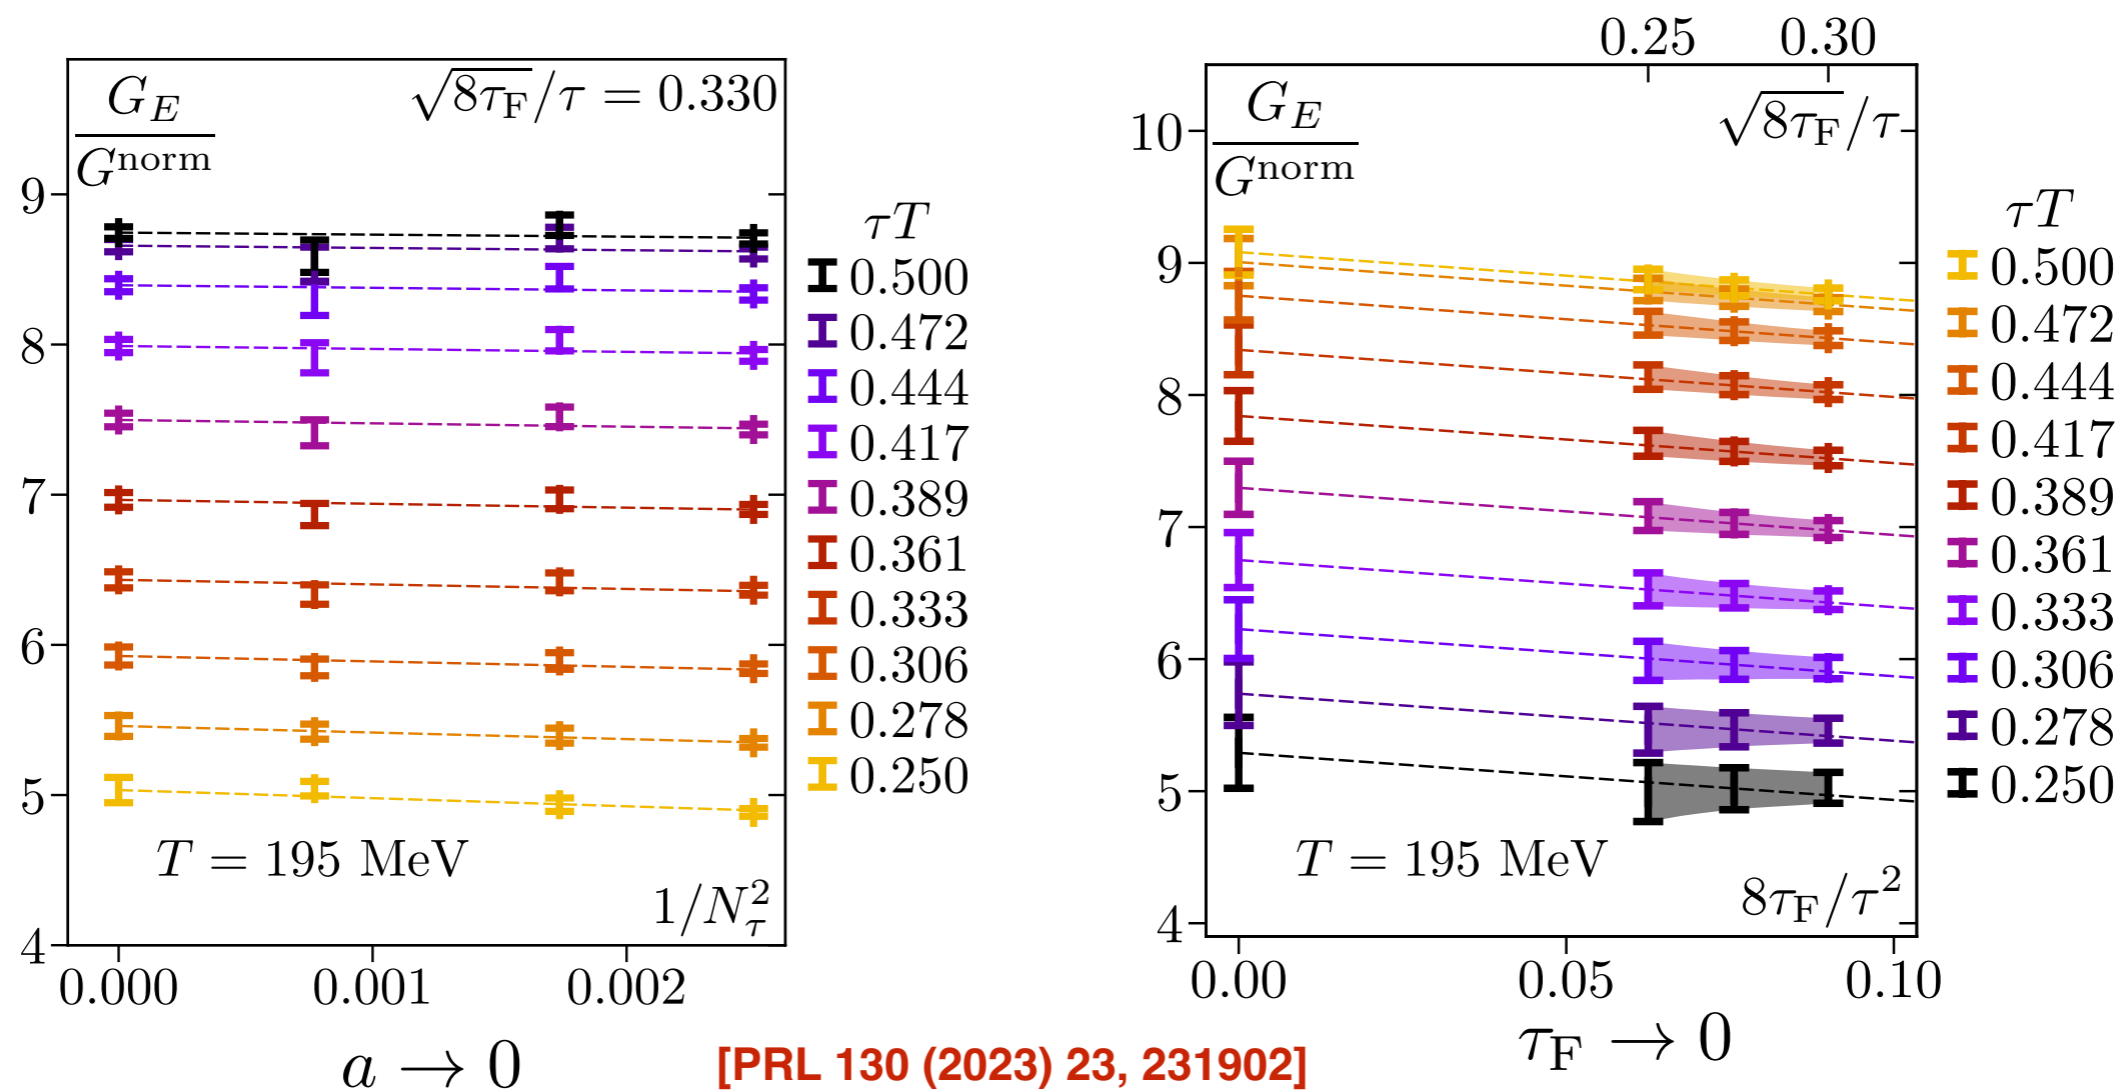 G_E
G^norm
√8τ_F/τ = 0.330
9
8
7
6
5
4
T = 195 MeV
1/N_τ^2
0.000 0.001 0.002
a → 0
τT
0.500
0.472
0.444
0.417
0.389
0.361
0.333
0.306
0.278
0.250
0.25 0.30
G_E
G^norm
√8τ_F/τ
10
9
8
7
6
5
4
T = 195 MeV
8τ_F/τ^2
0.00 0.05 0.10
τ_F → 0
τT
0.500
0.472
0.444
0.417
0.389
0.361
0.333
0.306
0.278
0.250
[PRL 130 (2023) 23, 231902]